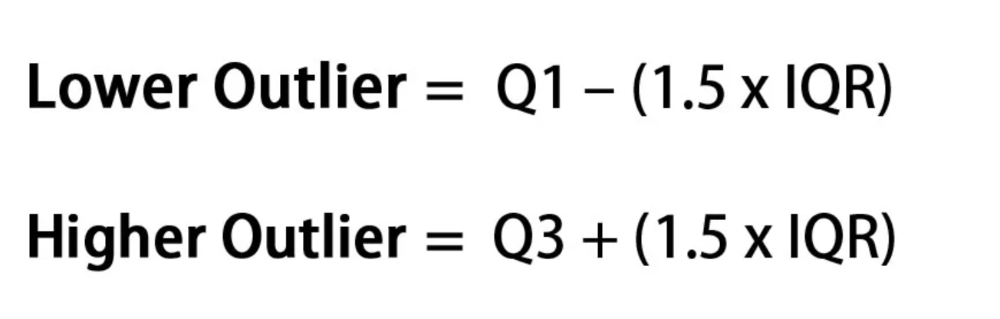 Lower Outlier = Q1 – (1.5 x IQR)
Higher Outlier = Q3 + (1.5 x IQR)